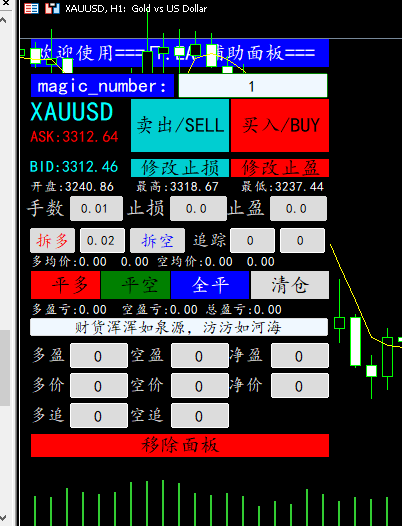 XAUUSD, H1: Gold vs US Dollar
欢迎使用=== 助面板===
magic_number: 1
XAUUSD
ASK:3312.64
卖出/SELL 买入/BUY
BID:3312.46 修改止损 修改止盈
开盘:3240.86 最高:3318.67 最低:3237.44
手数 0.01 止损 0.0 止盈 0.0
拆多 0.02 拆空 追踪 0 0
多均价:0.00 0.00 空均价:0.00 0.00
平多 平空 全平 清仓
多盈亏:0.00 空盈亏:0.00 总盈亏:0.00
财货浑浑如泉源，汸汸如河海
多盈 0 空盈 0 净盈 0
多价 0 空价 0 净价 0
多追 0 空追 0
移除面板